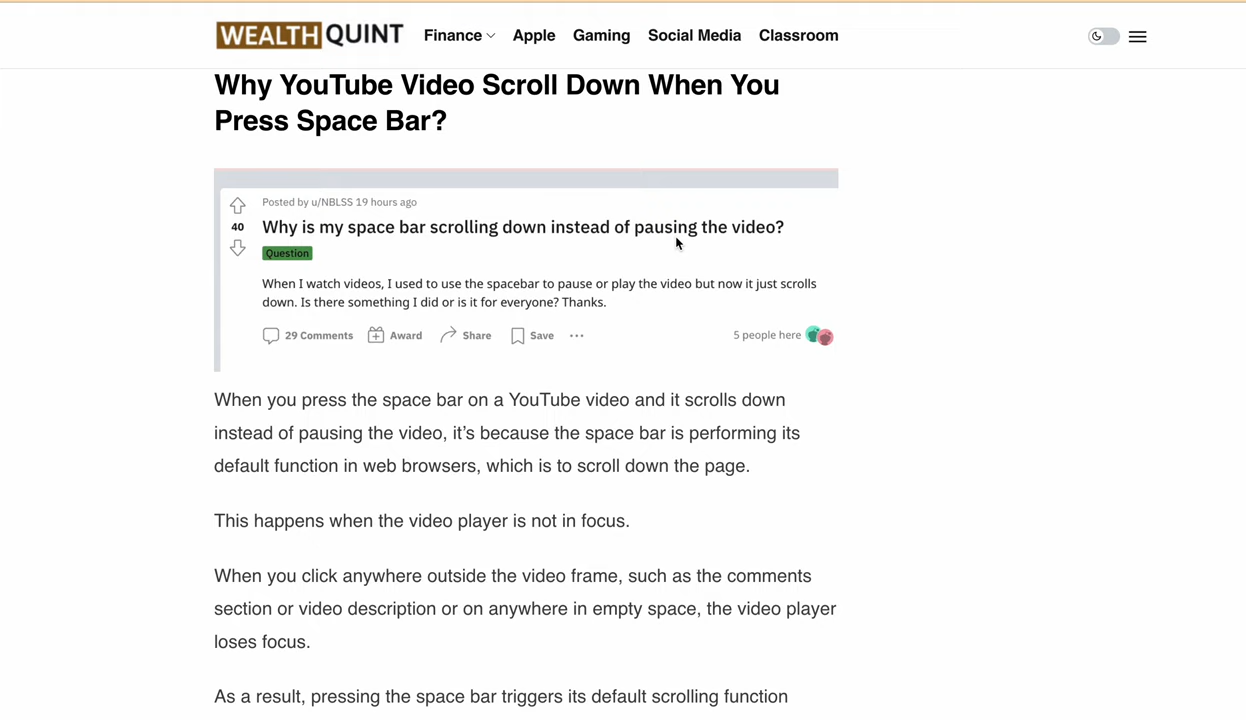 WEALTH QUINT Finance Apple Gaming Social Media Classroom
Why YouTube Video Scroll Down When You
Press Space Bar?
Posted by u/NBLSS 19 hours ago
40
Why is my space bar scrolling down instead of pausing the video?
Question
When I watch videos, I used to use the spacebar to pause or play the video but now it just scrolls
down. Is there something I did or is it for everyone? Thanks.
29 Comments Award Share Save ··· 5 people here
When you press the space bar on a YouTube video and it scrolls down
instead of pausing the video, it’s because the space bar is performing its
default function in web browsers, which is to scroll down the page.
This happens when the video player is not in focus.
When you click anywhere outside the video frame, such as the comments
section or video description or on anywhere in empty space, the video player
loses focus.
As a result, pressing the space bar triggers its default scrolling function